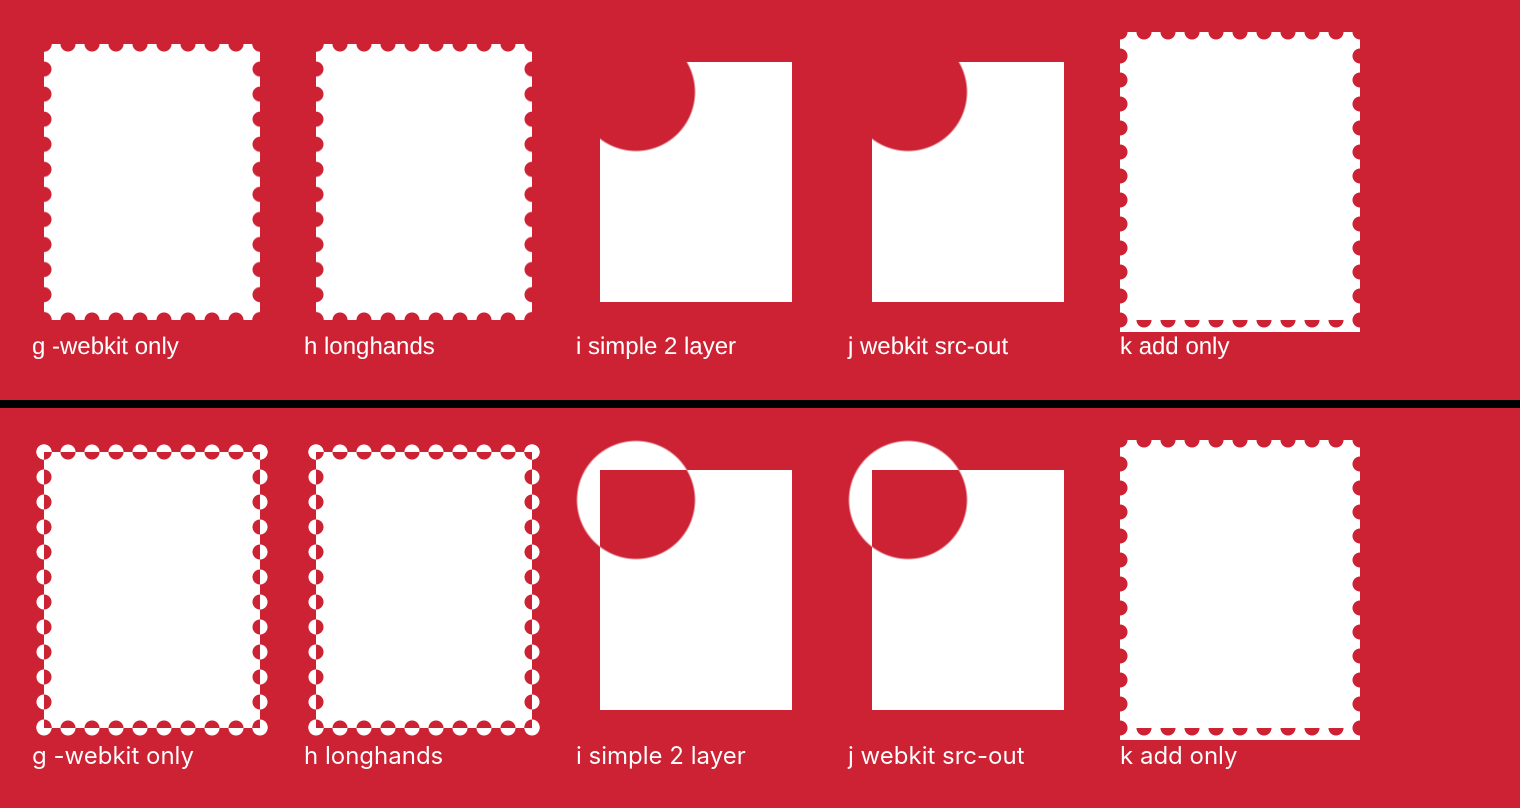 g -webkit only
h longhands
i simple 2 layer
j webkit src-out
k add only
g -webkit only
h longhands
i simple 2 layer
j webkit src-out
k add only